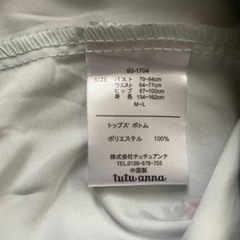 93-1704
SIZE バスト 79~94cm
ウエスト 64~77cm
ヒップ 87~100cm
身 長 154~162cm
M~L
トップス ボトム
ポリエステル 100%
株式会社チュチュアンナ
TEL.0120-576-755
中国製
tutu-anna